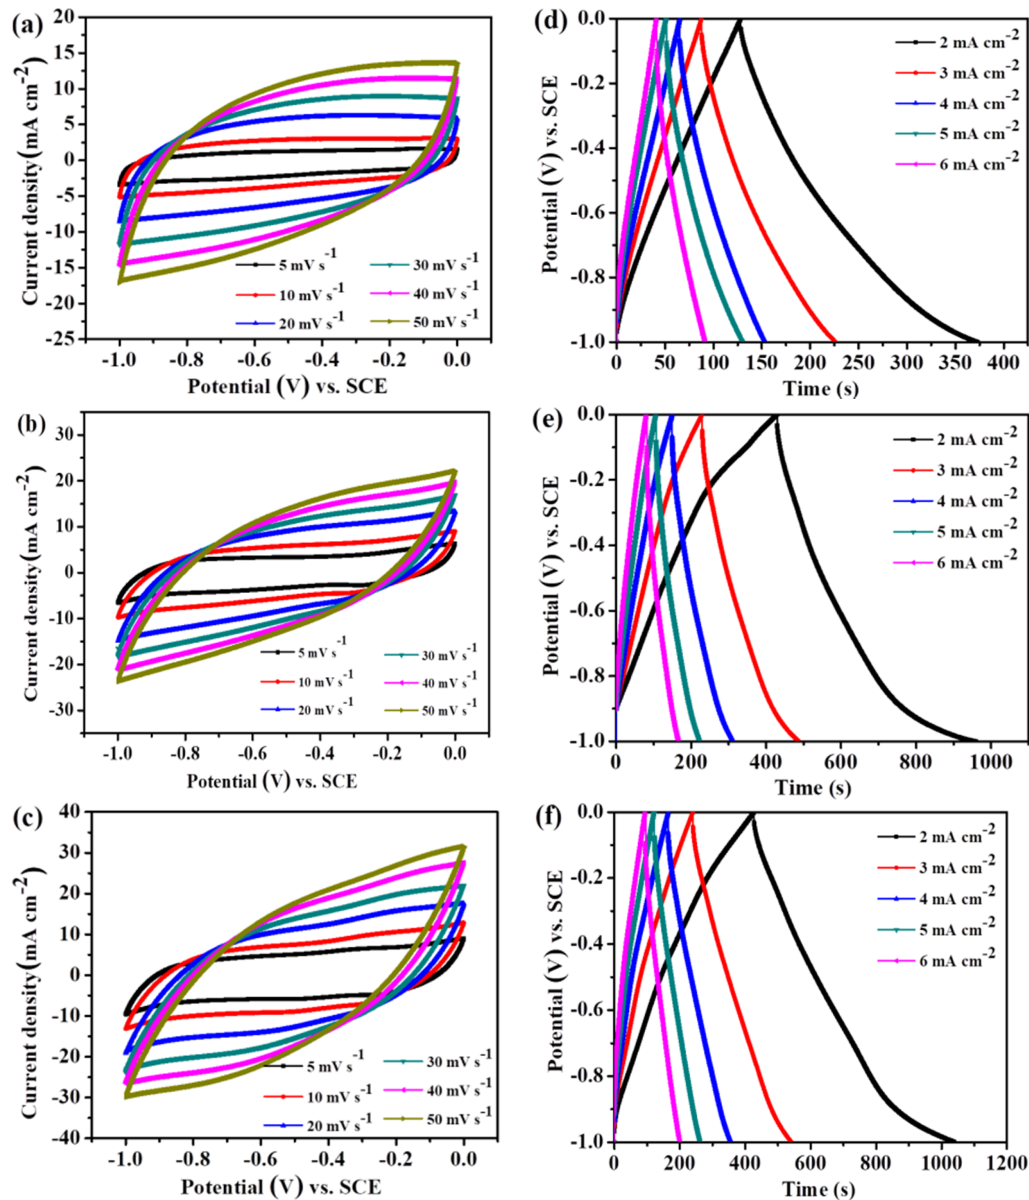 (a)
Current density(mA cm⁻²)
20
15
10
5
0
-5
-10
-15
-20
-25
5 mV s⁻¹
10 mV s⁻¹
20 mV s⁻¹
30 mV s⁻¹
40 mV s⁻¹
50 mV s⁻¹
-1.0 -0.8 -0.6 -0.4 -0.2 0.0
Potential (V) vs. SCE
(d)
Potential (V) vs. SCE
0.0
-0.2
-0.4
-0.6
-0.8
-1.0
2 mA cm⁻²
3 mA cm⁻²
4 mA cm⁻²
5 mA cm⁻²
6 mA cm⁻²
0 50 100 150 200 250 300 350 400
Time (s)
(b)
Current density(mA cm⁻²)
30
20
10
0
-10
-20
-30
5 mV s⁻¹
10 mV s⁻¹
20 mV s⁻¹
30 mV s⁻¹
40 mV s⁻¹
50 mV s⁻¹
-1.0 -0.8 -0.6 -0.4 -0.2 0.0
Potential (V) vs. SCE
(e)
Potential (V) vs. SCE
0.0
-0.2
-0.4
-0.6
-0.8
-1.0
2 mA cm⁻²
3 mA cm⁻²
4 mA cm⁻²
5 mA cm⁻²
6 mA cm⁻²
0 200 400 600 800 1000
Time (s)
(c)
Current density(mA cm⁻²)
40
30
20
10
0
-10
-20
-30
-40
5 mV s⁻¹
10 mV s⁻¹
20 mV s⁻¹
30 mV s⁻¹
40 mV s⁻¹
50 mV s⁻¹
-1.0 -0.8 -0.6 -0.4 -0.2 0.0
Potential (V) vs. SCE
(f)
Potential (V) vs. SCE
0.0
-0.2
-0.4
-0.6
-0.8
-1.0
2 mA cm⁻²
3 mA cm⁻²
4 mA cm⁻²
5 mA cm⁻²
6 mA cm⁻²
0 200 400 600 800 1000 1200
Time (s)